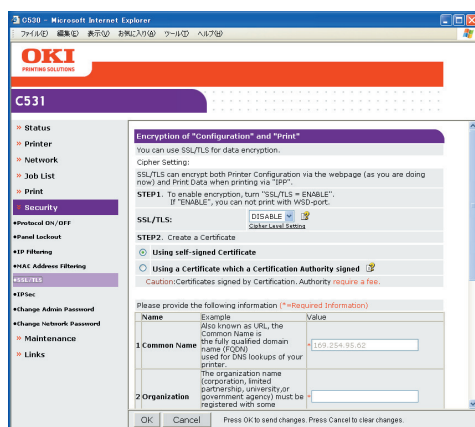 C530 - Microsoft Internet Explorer
ファイル(F) 編集(E) 表示(V) お気に入り(A) ツール(T) ヘルプ(H)
OKI
PRINTING SOLUTIONS
C531
Status
Printer
Network
Job List
Print
Security
Protocol ON/OFF
Panel Lockout
IP Filtering
MAC Address Filtering
SSL/TLS
IPSec
Change Admin Password
Change Network Password
Maintenance
Links
Encryption of "Configuration" and "Print"
You can use SSL/TLS for data encryption.
Cipher Setting:
SSL/TLS can encrypt both Printer Configuration via the webpage (as you are doing
now) and Print Data when printing via "IPP".
STEP1. To enable encryption, turn "SSL/TLS = ENABLE".
If "ENABLE", you can not print with WSD-port.
SSL/TLS: DISABLE
Cipher Level Setting
STEP2. Create a Certificate
Using self-signed Certificate
Using a Certificate which a Certification Authority signed
Caution:Certificates signed by Certification. Authority require a fee.
Please provide the following information (*=Required Information)
Name Example Value
1 Common Name Also known as URL, the
Common Name is
the fully qualified domain
name (FQDN)
used for DNS lookups of your
printer. *169.254.95.62
2 Organization The organization name
(corporation, limited
partnership, university,or
government agency) must be *
registered with some
OK Cancel Press OK to send changes. Press Cancel to clear changes.